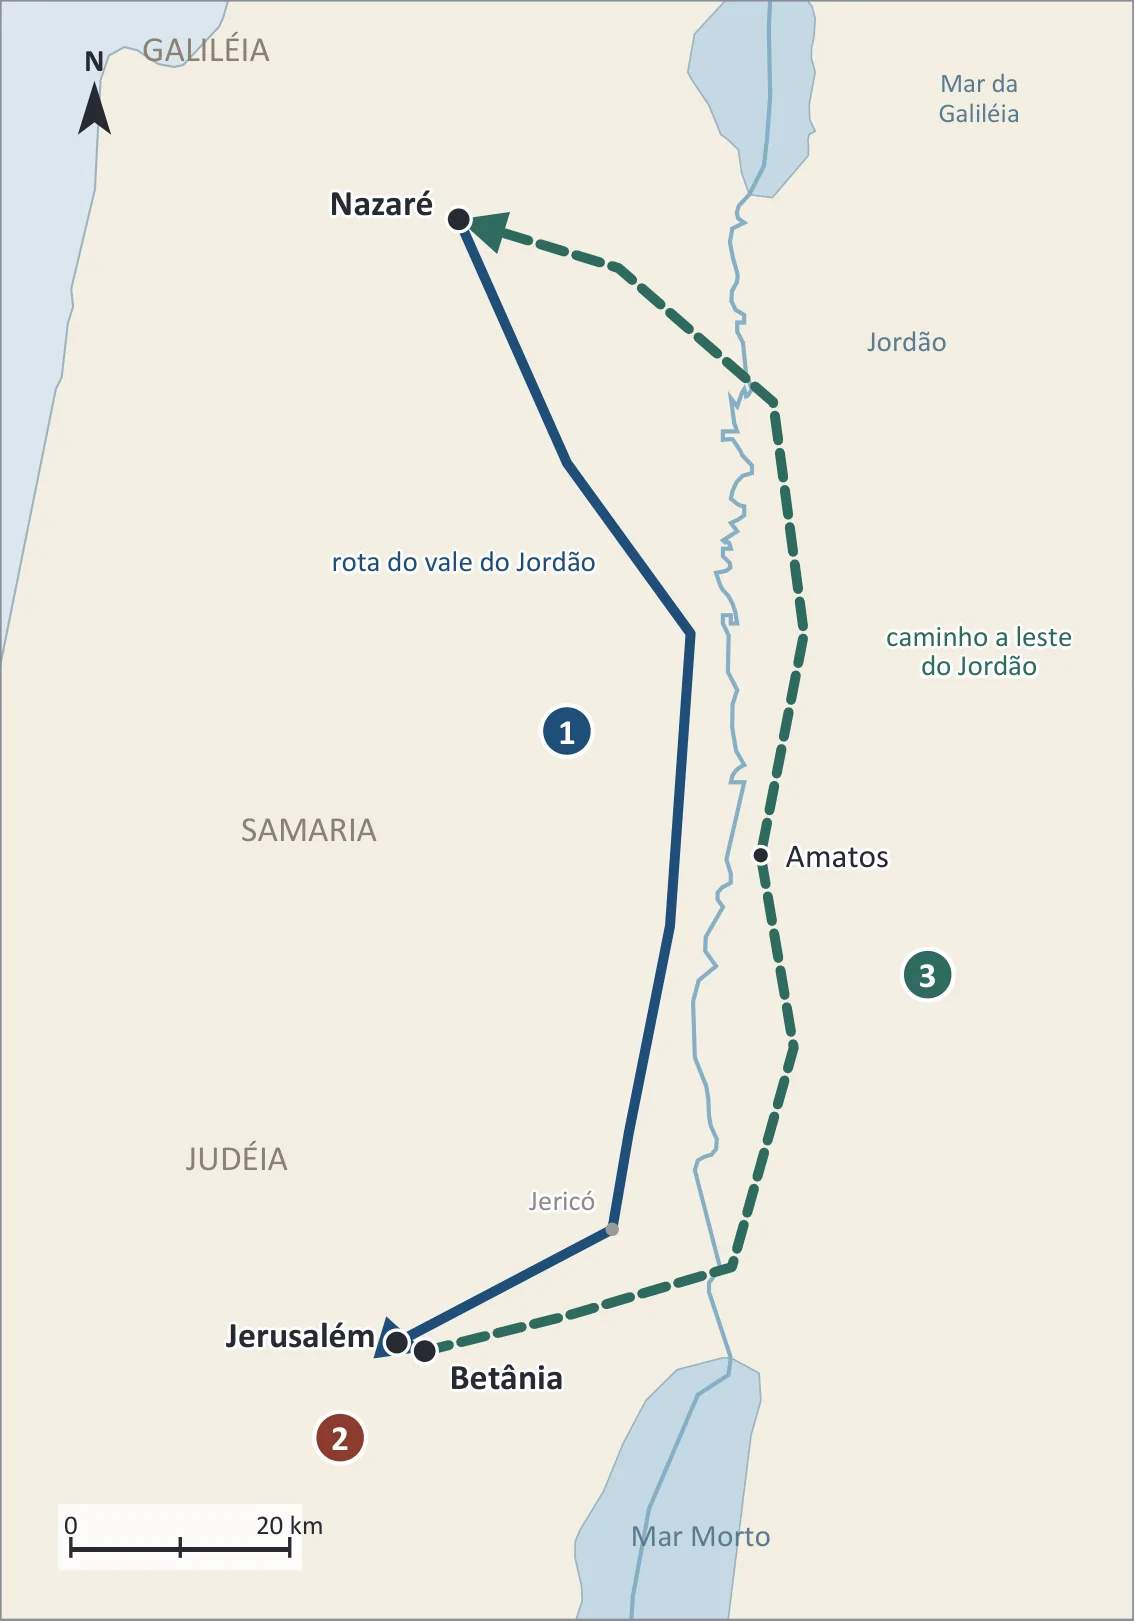 GALILÉIA
N
Mar da
Galiléia
Nazaré
Jordão
rota do vale do Jordão
caminho a leste
do Jordão
1
SAMARIA
Amatos
3
JUDÉIA
Jericó
Jerusalém
Betânia
2
0 20 km
Mar Morto